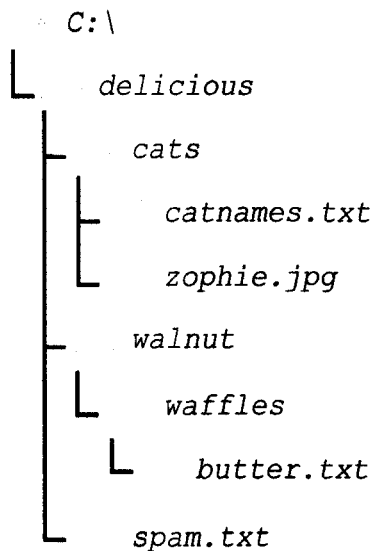 C:\
delicious
cats
catnames.txt
zophie.jpg
walnut
waffles
butter.txt
spam.txt